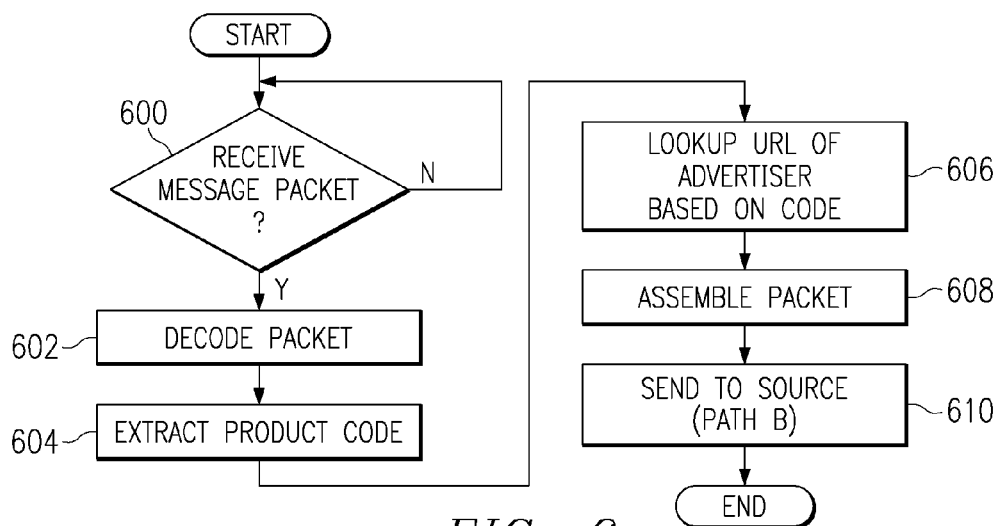 START
600
RECEIVE
MESSAGE PACKET
?
N
Y
602
DECODE PACKET
604
EXTRACT PRODUCT CODE
LOOKUP URL OF
ADVERTISER
BASED ON CODE
606
ASSEMBLE PACKET
608
SEND TO SOURCE
(PATH B)
610
END